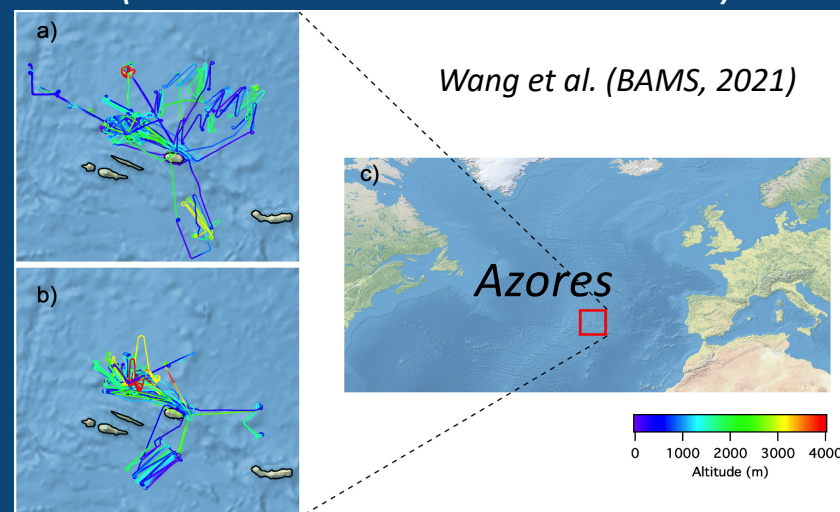 a)
Wang et al. (BAMS, 2021)
c)
Azores
b)
0 1000 2000 3000 4000
Altitude (m)